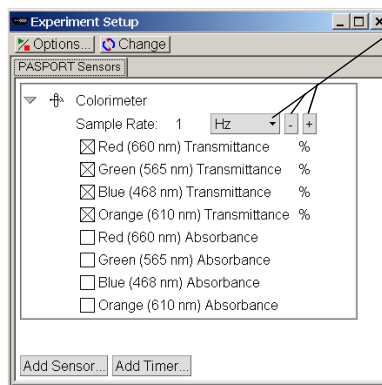 Experiment Setup
Options... Change
PASPORT Sensors
Colorimeter
Sample Rate: 1 Hz - +
Red (660 nm) Transmittance %
Green (565 nm) Transmittance %
Blue (468 nm) Transmittance %
Orange (610 nm) Transmittance %
Red (660 nm) Absorbance
Green (565 nm) Absorbance
Blue (468 nm) Absorbance
Orange (610 nm) Absorbance
Add Sensor... Add Timer...